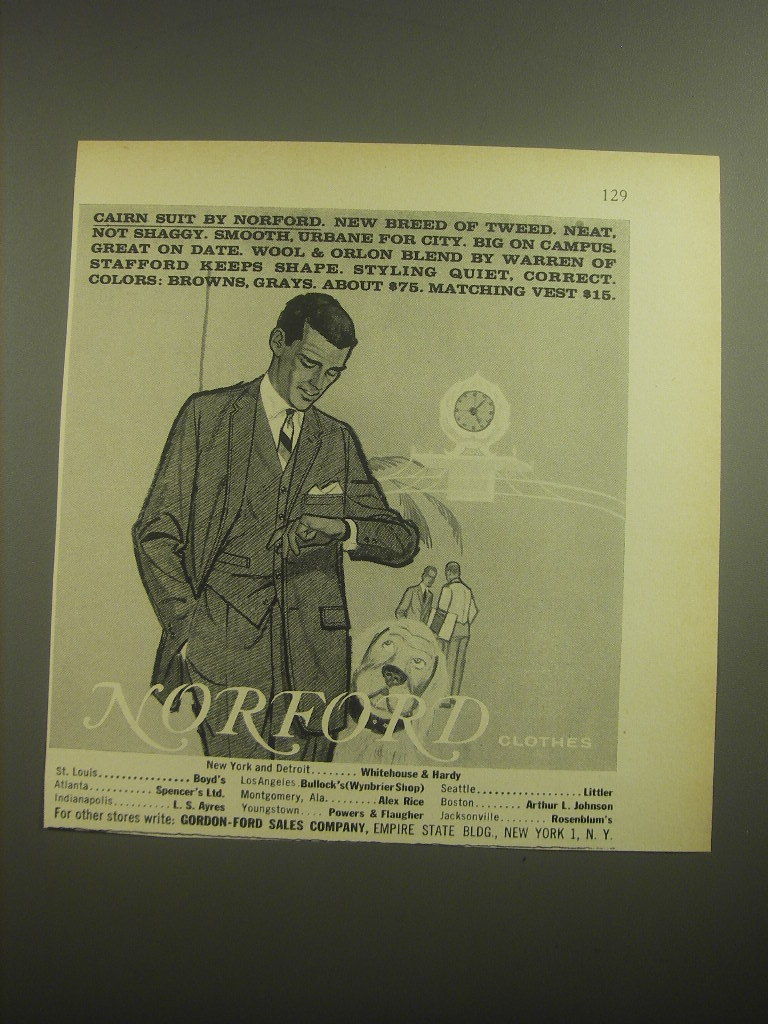 129
CAIRN SUIT BY NORFORD. NEW BREED OF TWEED. NEAT,
NOT SHAGGY. SMOOTH, URBANE FOR CITY. BIG ON CAMPUS.
GREAT ON DATE. WOOL & ORLON BLEND BY WARREN OF
STAFFORD KEEPS SHAPE. STYLING QUIET, CORRECT.
COLORS: BROWNS, GRAYS. ABOUT $75. MATCHING VEST $15.
NORFORD CLOTHES
New York and Detroit........Whitehouse & Hardy
St. Louis................Boyd's Los Angeles.Bullock's(Wynbrier Shop) Seattle..................Littler
Atlanta...........Spencer's Ltd. Montgomery, Ala.........Alex Rice Boston........Arthur L. Johnson
Indianapolis..........L. S. Ayres Youngstown....Powers & Flaugher Jacksonville........Rosenblum's
For other stores write: GORDON-FORD SALES COMPANY, EMPIRE STATE BLDG., NEW YORK 1, N. Y.